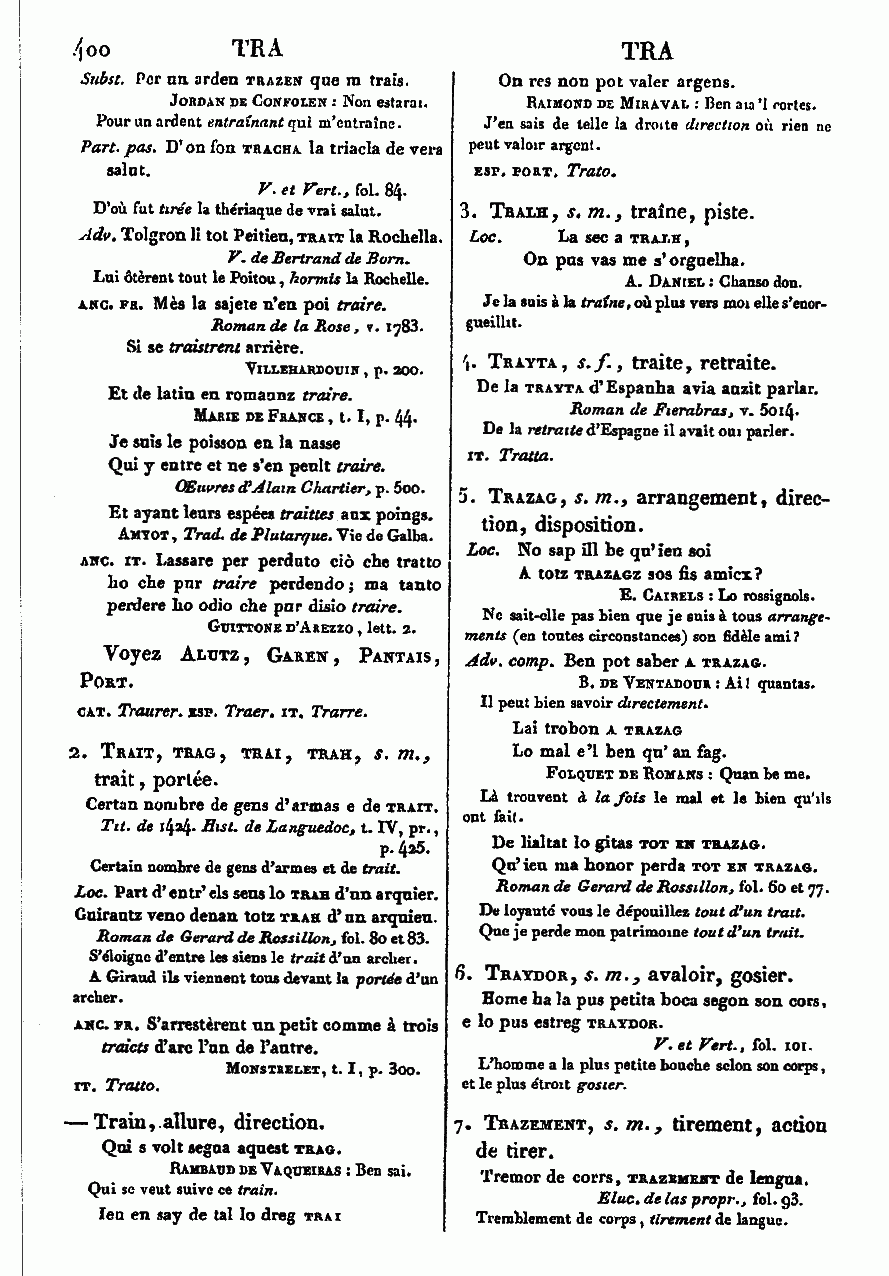 400 TRA
Subst. Per un arden TRAZEN que m trais.
JORDAN DE CONFOLEN : Non estarai.
Pour un ardent entraînant qui m'entraîne.
Part. pas. D'on fon TRACHA la triacla de vera
salut.
V. et Vert., fol. 84.
D'où fut tirée la thériaque de vrai salut.
Adv. Tolgron li tot Peitieu, TRAIT la Rochella.
V. de Bertrand de Born.
Lui ôtèrent tout le Poitou, hormis la Rochelle.
ANC. FR. Mès la sajete n'en poi traire.
Roman de la Rose, v. 1783.
Si se traistrent arrière.
VILLEHARDOUIN, p. 200.
Et de latin en romaunz traire.
MARIE DE FRANCE, t. I, p. 44.
Je suis le poisson en la nasse
Qui y entre et ne s'en peult traire.
Œuvres d'Alain Chartier, p. 500.
Et ayant leurs espées traittes aux poings.
AMYOT, Trad. de Plutarque. Vie de Galba.
ANC. IT. Lassare per perduto ciò che tratto
ho che pur traire perdendo; ma tanto
perdere ho odio che pur disio traire.
GUITTONE D'AREZZO, lett. 2.
Voyez ALUTZ, GAREN, PANTAIS,
PORT.
CAT. Traurer. ESP. Traer. IT. Trarre.
2. TRAIT, TRAG, TRAI, TRAH, s. m.,
trait, portée.
Certan nombre de gens d'armas e de TRAIT.
Tit. de 1424. Hist. de Languedoc, t. IV, pr.,
p. 425.
Certain nombre de gens d'armes et de trait.
Loc. Part d'entr' els sens lo TRAH d'un arquier.
Guirautz veno denan totz TRAH d'un arquieu.
Roman de Gerard de Rossillon, fol. 80 et 83.
S'éloigne d'entre les siens le trait d'un archer.
A Giraud ils viennent tous devant la portée d'un
archer.
ANC. FR. S'arrestèrent un petit comme à trois
traicts d'arc l'un de l'autre.
MONSTRELET, t. I, p. 300.
IT. Tratto.
— Train, allure, direction.
Qui s volt segua aquest TRAG.
RAMBAUD DE VAQUEIRAS : Ben sai.
Qui se veut suive ce train.
Ieu en say de tal lo dreg TRAI
TRA
On res non pot valer argens.
RAIMOND DE MIRAVAL : Ben aia 'l cortes.
J'en sais de telle la droite direction où rien ne
peut valoir argent.
ESP. PORT. Trato.
3. TRALH, s. m., traîne, piste.
Loc. La sec a TRALH,
On pus vas me s'orguelha.
A. DANIEL : Chanso don.
Je la suis à la traîne, où plus vers moi elle s'enor-
gueillit.
4. TRAYTA, s. f., traite, retraite.
De la TRAYTA d'Espanha avia auzit parlar.
Roman de Fierabras, v. 5014.
De la retraite d'Espagne il avait oui parler.
IT. Tratta.
5. TRAZAG, s. m., arrangement, direc-
tion, disposition.
Loc. No sap ill be qu'ieu soi
A totz TRAZAGZ sos fis amicx?
E. CAIRELS : Lo rossignols.
Ne sait-elle pas bien que je suis à tous arrange-
ments (en toutes circonstances) son fidèle ami?
Adv. comp. Ben pot saber A TRAZAG.
B. DE VENTADOUR : Ai! quantas.
Il peut bien savoir directement.
Lai trobon A TRAZAG
Lo mal e'l ben qu'an fag.
FOLQUET DE ROMANS : Quan be me.
Là trouvent à la fois le mal et le bien qu'ils
ont fait.
De lialtat lo gitas TOT EN TRAZAG.
Qu'ieu ma honor perda TOT EN TRAZAG.
Roman de Gerard de Rossillon, fol. 60 et 77.
De loyauté vous le dépouillez tout d'un trait.
Que je perde mon patrimoine tout d'un trait.
6. TRAYDOR, s. m., avaloir, gosier.
Home ha la pus petita boca segon son cors,
e lo pus estreg TRAYDOR.
V. et Vert., fol. 101.
L'homme a la plus petite bouche selon son corps,
et le plus étroit gosier.
7. TRAZEMENT, s. m., tirement, action
de tirer.
Tremor de corrs, TRAZEMENT de lengua.
Eluc. de las propr., fol. 93.
Tremblement de corps, tirement de langue.